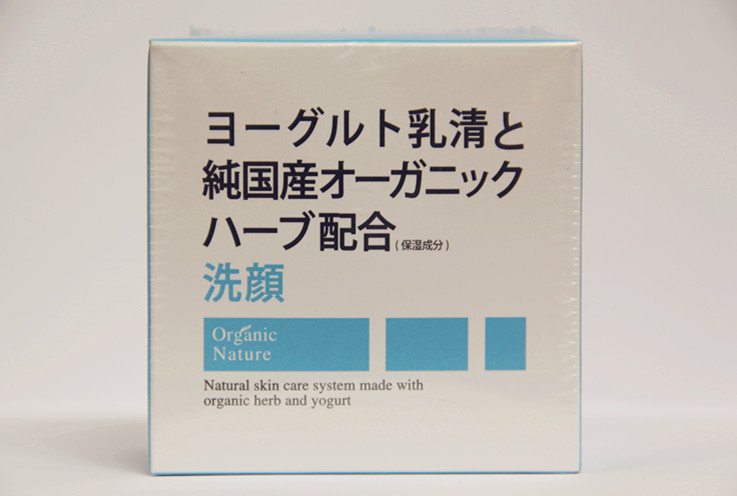 ヨーグルト乳清と
純国産オーガニック
ハーブ配合(保湿成分)
洗顔
Organic
Nature
Natural skin care system made with
organic herb and yogurt